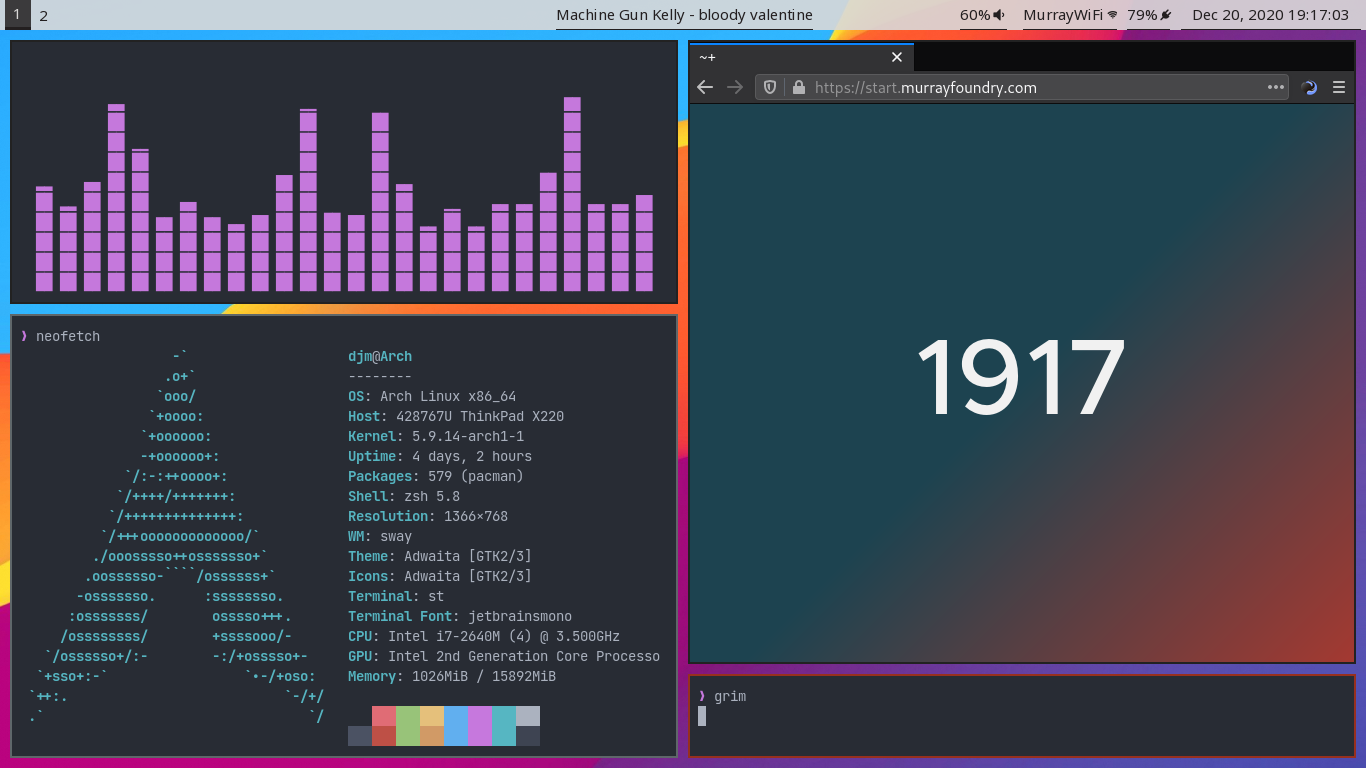 1 2 Machine Gun Kelly - bloody valentine 60% MurrayWiFi 79% Dec 20, 2020 19:17:03
❱ neofetch
-`
.o+`
`ooo/
`+oooo:
`+oooooo:
-+oooooo+:
`/:-:++oooo+:
`/++++/+++++++:
`/++++++++++++++:
`/+++ooooooooooooo/`
./ooosssso++osssssso+`
.oossssso-````/ossssss+`
-osssssso. :ssssssso.
:osssssss/ osssso+++.
/ossssssss/ +ssssooo/-
`/ossssso+/:- -:/+osssso+-
`+sso+:-` `•-/+oso:
`++:. `-/+/
.` `/
djm@Arch
--------
OS: Arch Linux x86_64
Host: 428767U ThinkPad X220
Kernel: 5.9.14-arch1-1
Uptime: 4 days, 2 hours
Packages: 579 (pacman)
Shell: zsh 5.8
Resolution: 1366×768
WM: sway
Theme: Adwaita [GTK2/3]
Icons: Adwaita [GTK2/3]
Terminal: st
Terminal Font: jetbrainsmono
CPU: Intel i7-2640M (4) @ 3.500GHz
GPU: Intel 2nd Generation Core Processo
Memory: 1026MiB / 15892MiB
~+
https://start.murrayfoundry.com
1917
❱ grim